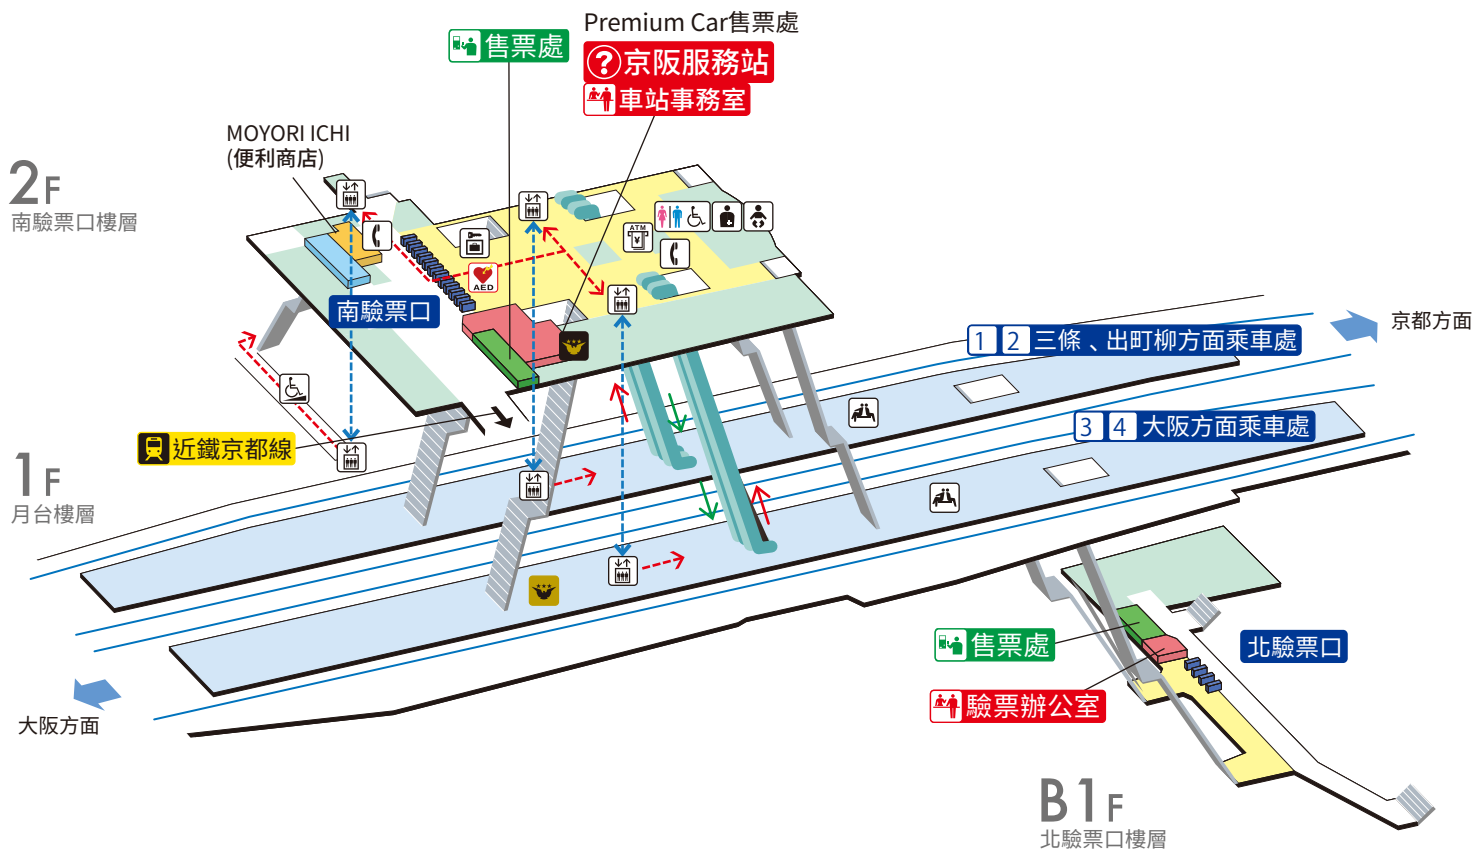 Premium Car售票處
售票處
京阪服務站
車站事務室
MOYORI ICHI
(便利商店)
2F
南驗票口樓層
ATM
AED
南驗票口
京都方面
1 2 三條、出町柳方面乘車處
3 4 大阪方面乘車處
近鐵京都線
1F
月台樓層
售票處
北驗票口
驗票辦公室
大阪方面
B1F
北驗票口樓層